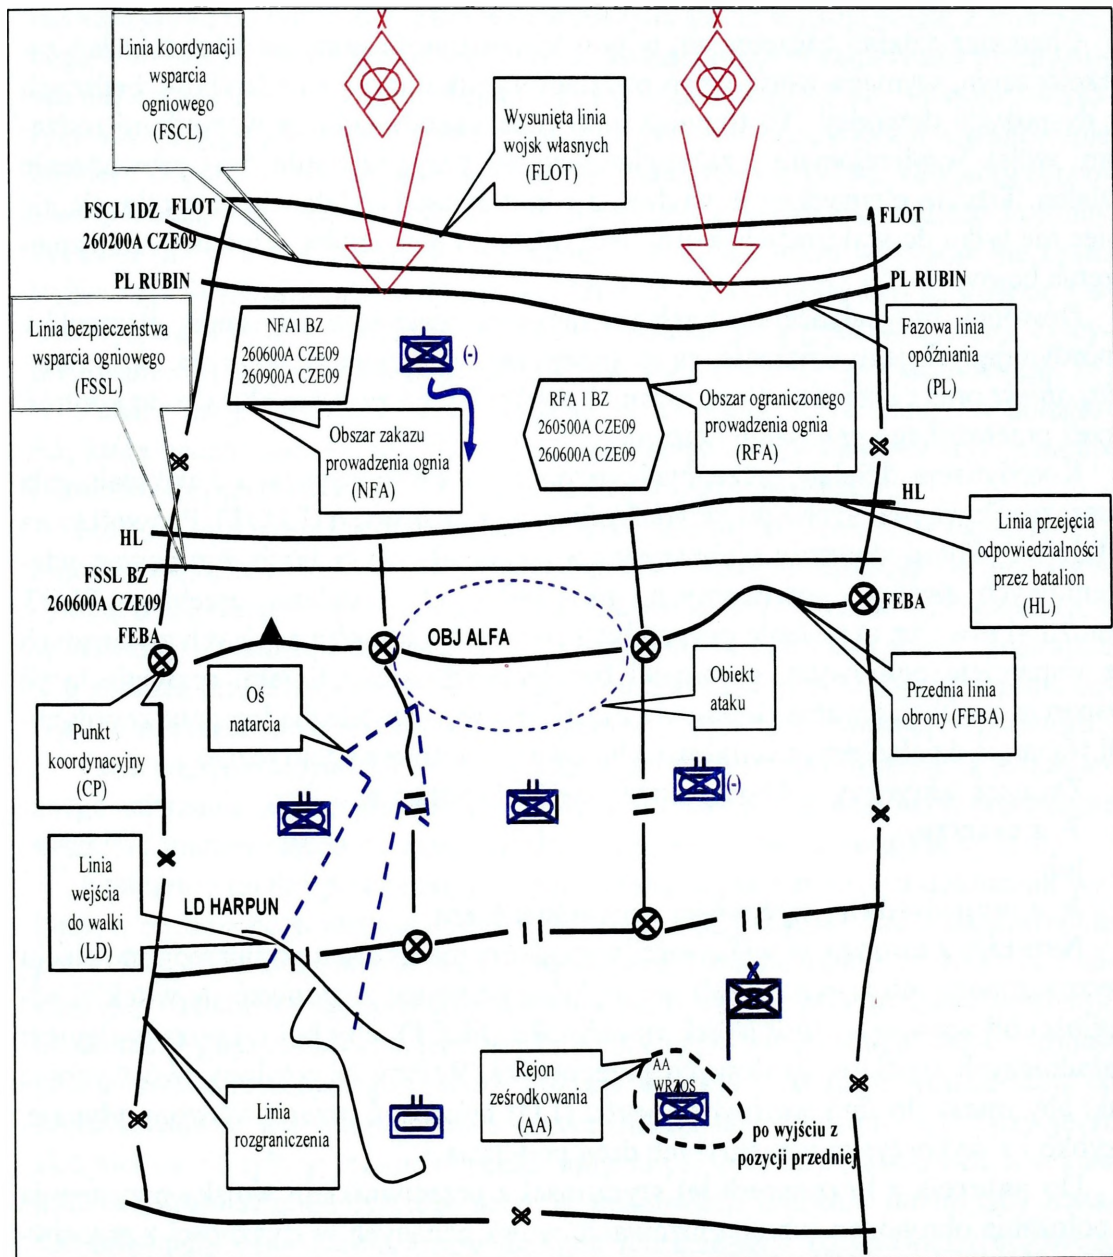 Linia koordynacji
wsparcia
ogniowego
(FSCL)
Wysunięta linia
wojsk własnych
(FLOT)
FSCL 1DZ FLOT
260200A CZE09
FLOT
PL RUBIN
PL RUBIN
Linia bezpieczeństwa
wsparcia ogniowego
(FSSL)
NFA1 BZ
260600A CZE09
260900A CZE09
(-)
Fazowa linia
opóźniania
(PL)
RFA 1 BZ
260500A CZE09
260600A CZE09
Obszar ograniczonego
prowadzenia ognia
(RFA)
Obszar zakazu
prowadzenia ognia
(NFA)
HL
HL
Linia przejęcia
odpowiedzialności
przez batalion
(HL)
FSSL BZ
260600A CZE09
FEBA
FEBA
OBJ ALFA
Oś
natarcia
Obiekt
ataku
Przednia linia
obrony (FEBA)
Punkt
koordynacyjny
(CP)
(-)
Linia
wejścia
do walki
(LD)
LD HARPUN
Linia
rozgraniczenia
Rejon
ześrodkowania
(AA)
AA
WRZOS
po wyjściu z
pozycji przedniej